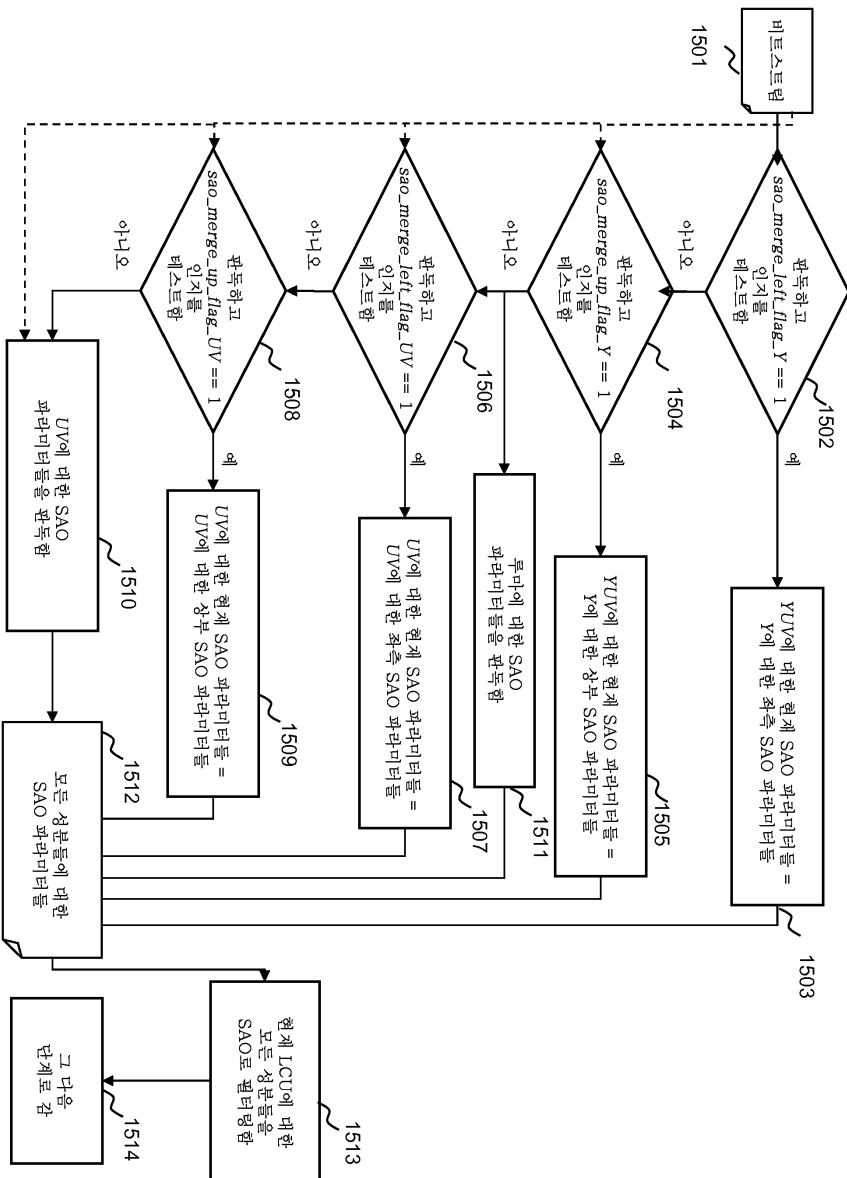 비트스트림
1501
판독하고
sao_merge_left_flag_Y == 1
인지를
테스트함
1502
예
아니오
YUV에 대한 현재 SAO 파라미터들 =
Y에 대한 좌측 SAO 파라미터들
1503
판독하고
sao_merge_up_flag_Y == 1
인지를
테스트함
1504
예
아니오
YUV에 대한 현재 SAO 파라미터들 =
Y에 대한 상부 SAO 파라미터들
1505
루마에 대한 SAO
파라미터들을 판독함
1511
판독하고
sao_merge_left_flag_UV == 1
인지를
테스트함
1506
예
아니오
UV에 대한 현재 SAO 파라미터들 =
UV에 대한 좌측 SAO 파라미터들
1507
판독하고
sao_merge_up_flag_UV == 1
인지를
테스트함
1508
예
아니오
UV에 대한 현재 SAO 파라미터들 =
UV에 대한 상부 SAO 파라미터들
1509
UV에 대한 SAO
파라미터들을 판독함
1510
모든 성분들에 대한
SAO 파라미터들
1512
현재 LCU에 대한
모든 성분들을
SAO로 필터링함
1513
그 다음
단계로 감
1514